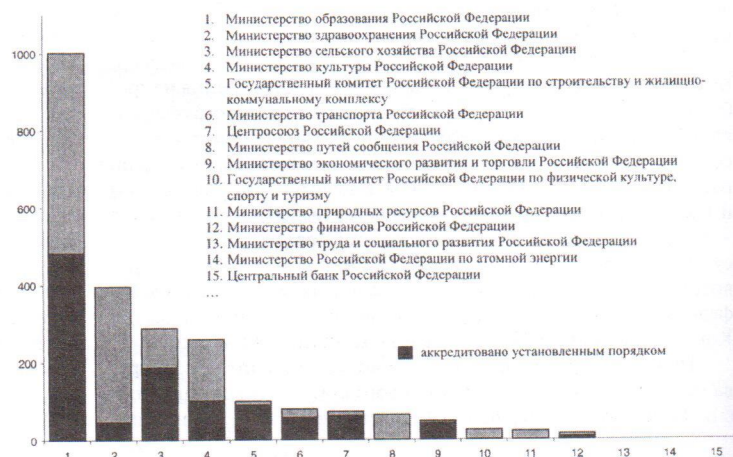 1. Министерство образования Российской Федерации
2. Министерство здравоохранения Российской Федерации
3. Министерство сельского хозяйства Российской Федерации
4. Министерство культуры Российской Федерации
5. Государственный комитет Российской Федерации по строительству и жилищно-
коммунальному комплексу
6. Министерство транспорта Российской Федерации
7. Центросоюз Российской Федерации
8. Министерство путей сообщения Российской Федерации
9. Министерство экономического развития и торговли Российской Федерации
10. Государственный комитет Российской Федерации по физической культуре,
спорту и туризму
11. Министерство природных ресурсов Российской Федерации
12. Министерство финансов Российской Федерации
13. Министерство труда и социального развития Российской Федерации
14. Министерство Российской Федерации по атомной энергии
15. Центральный банк Российской Федерации
...
аккредитовано установленным порядком
1000
800
600
400
200
0
1 2 3 4 5 6 7 8 9 10 11 12 13 14 15